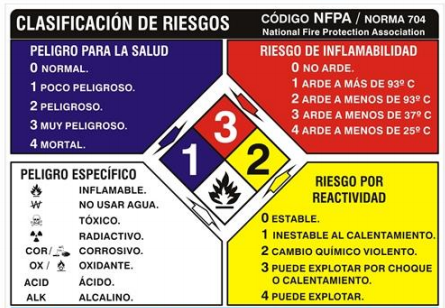 CLASIFICACIÓN DE RIESGOS
CÓDIGO NFPA / NORMA 704
National Fire Protection Association
PELIGRO PARA LA SALUD
0 NORMAL.
1 POCO PELIGROSO.
2 PELIGROSO.
3 MUY PELIGROSO.
4 MORTAL.
RIESGO DE INFLAMABILIDAD
0 NO ARDE.
1 ARDE A MÁS DE 93º C
2 ARDE A MENOS DE 93º C
3 ARDE A MENOS DE 37º C
4 ARDE A MENOS DE 25º C
3
1 2
PELIGRO ESPECÍFICO
INFLAMABLE.
W NO USAR AGUA.
TÓXICO.
RADIACTIVO.
COR/ CORROSIVO.
OX / OXIDANTE.
ACID ÁCIDO.
ALK ALCALINO.
RIESGO POR
REACTIVIDAD
0 ESTABLE.
1 INESTABLE AL CALENTAMIENTO.
2 CAMBIO QUÍMICO VIOLENTO.
3 PUEDE EXPLOTAR POR CHOQUE
O CALENTAMIENTO.
4 PUEDE EXPLOTAR.